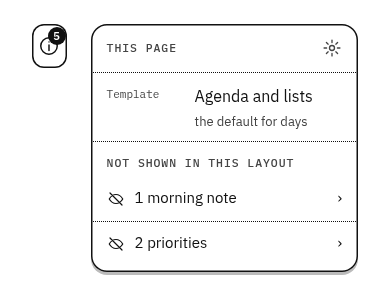 5
THIS PAGE
Template
Agenda and lists
the default for days
NOT SHOWN IN THIS LAYOUT
1 morning note
2 priorities